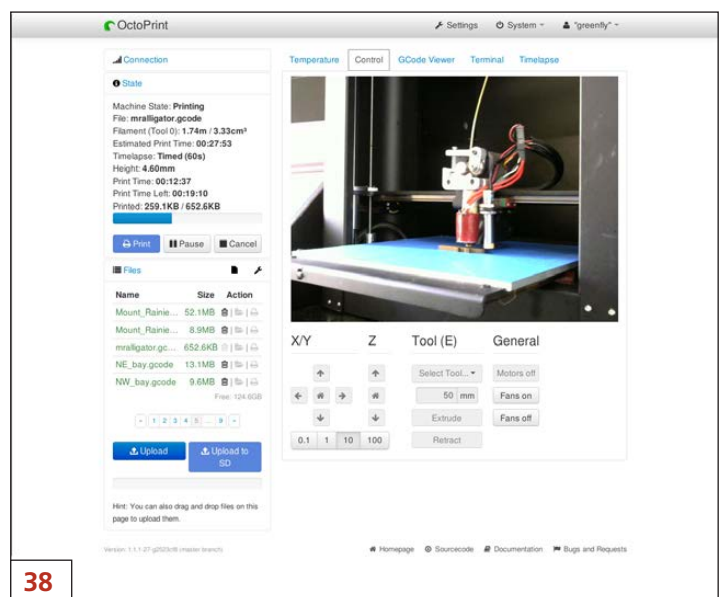 OctoPrint Settings System "greenfly"
Connection
State
Machine State: Printing
File: mralligator.gcode
Filament (Tool 0): 1.74m / 3.33cm³
Estimated Print Time: 00:27:53
Timelapse: Timed (60s)
Height: 4.60mm
Print Time: 00:12:37
Print Time Left: 00:19:10
Printed: 259.1KB / 652.6KB
Print Pause Cancel
Files
Name Size Action
Mount_Rainie... 52.1MB | |
Mount_Rainie... 8.9MB | |
mralligator.gc... 652.6KB | |
NE_bay.gcode 13.1MB | |
NW_bay.gcode 9.6MB | |
Free: 124.6GB
« 1 2 3 4 5 ... 9 »
Upload Upload to
SD
Hint: You can also drag and drop files on this
page to upload them.
Temperature Control GCode Viewer Terminal Timelapse
X/Y Z Tool (E) General
Select Tool... Motors off
50 mm Fans on
Extrude Fans off
0.1 1 10 100 Retract
(master branch)
Homepage Sourcecode Documentation Bugs and Requests
38